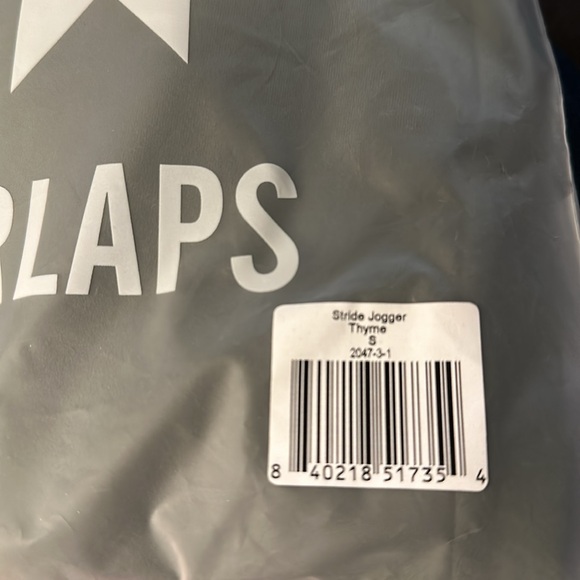 RLAPS
Stride Jogger
Thyme
S
2047-3-1
8 40218 51735 4